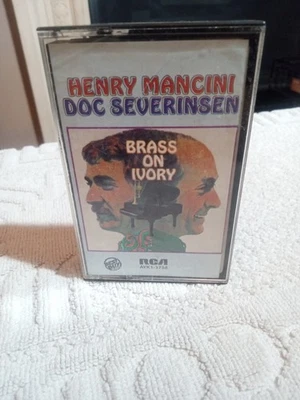 HENRY MANCINI
DOC SEVERINSEN
BRASS
ON
IVORY
RCA